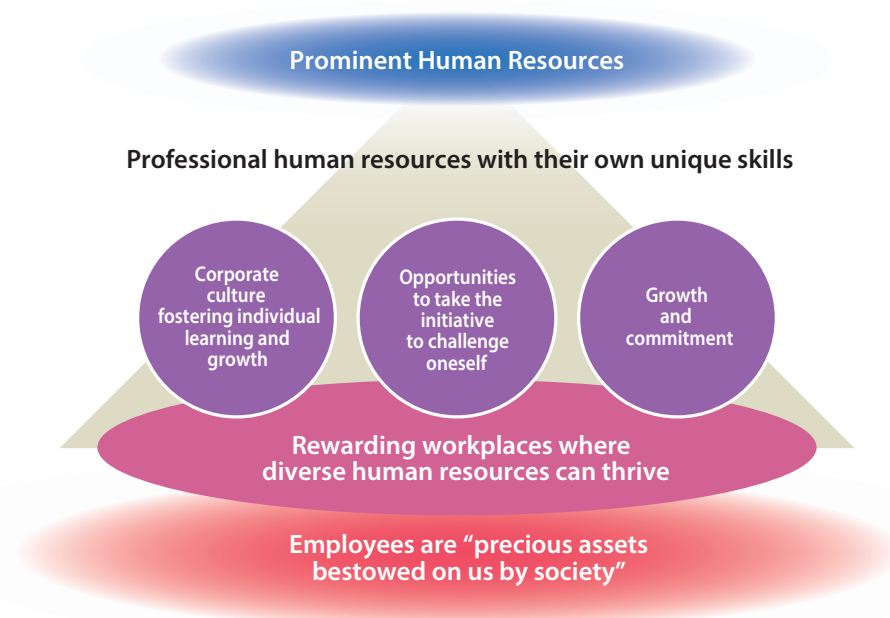 Prominent Human Resources
Professional human resources with their own unique skills
Corporate
culture
fostering individual
learning and
growth
Opportunities
to take the
initiative
to challenge
oneself
Growth
and
commitment
Rewarding workplaces where
diverse human resources can thrive
Employees are “precious assets
bestowed on us by society”